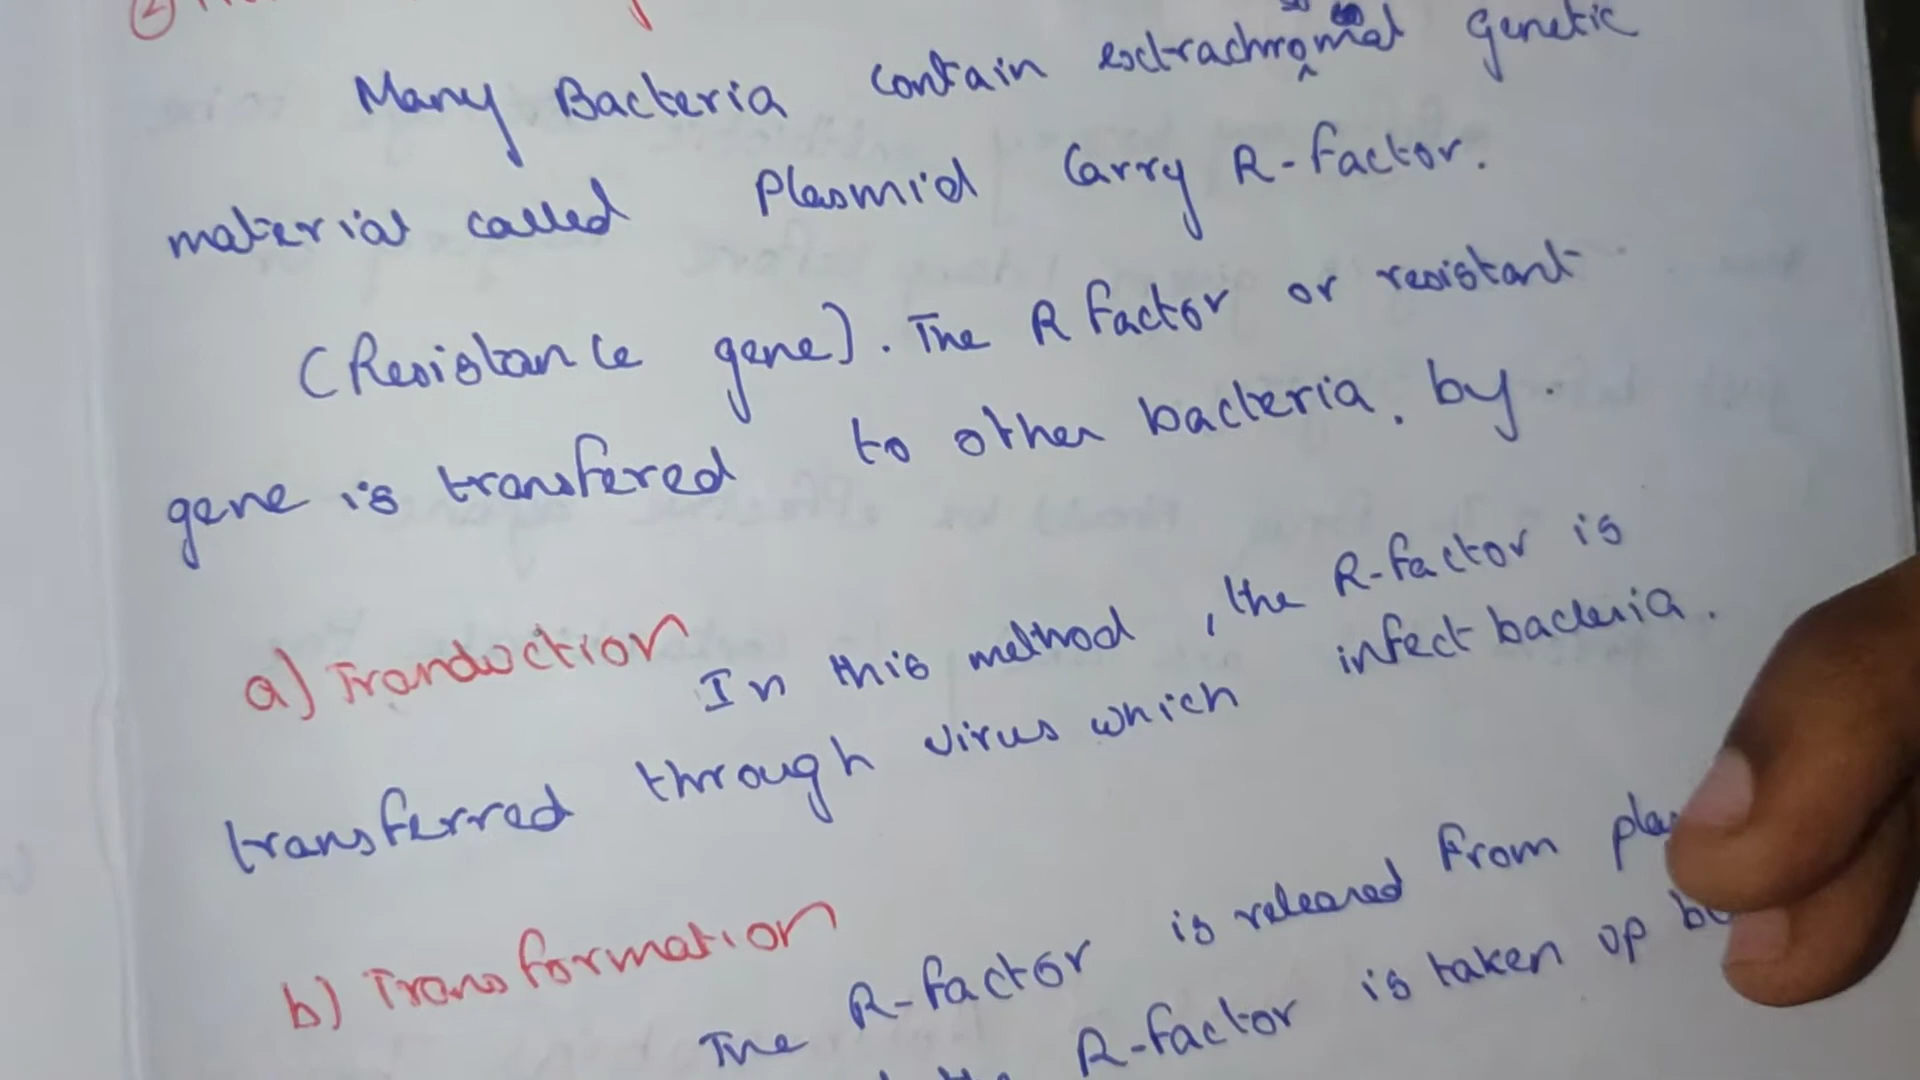 Many Bacteria contain extrachromosomal genetic
material called Plasmid Carry R-factor.
(Resistance gene). The R factor or resistant
gene is transfered to other bacteria. by.
a) Tranduction
In this method, the R-factor is
transferred through virus which infect bacteria.
b) Transformation
The R-factor is released from
R-factor is taken up